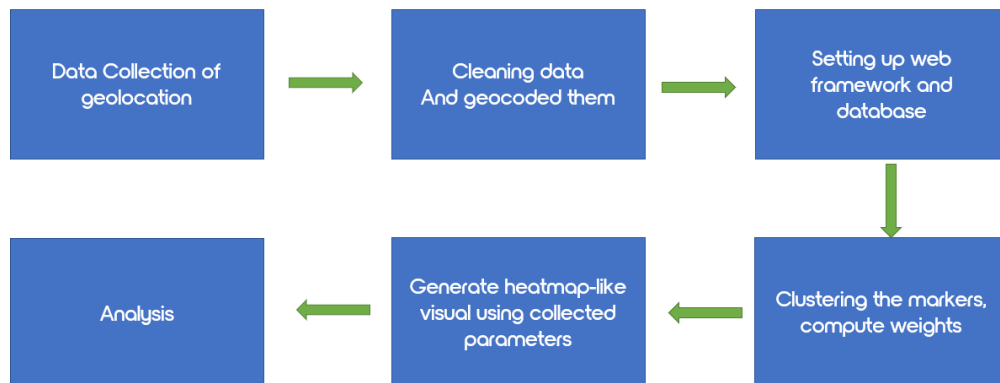 Data Collection of
geolocation
Cleaning data
And geocoded them
Setting up web
framework and
database
Clustering the markers,
compute weights
Generate heatmap-like
visual using collected
parameters
Analysis